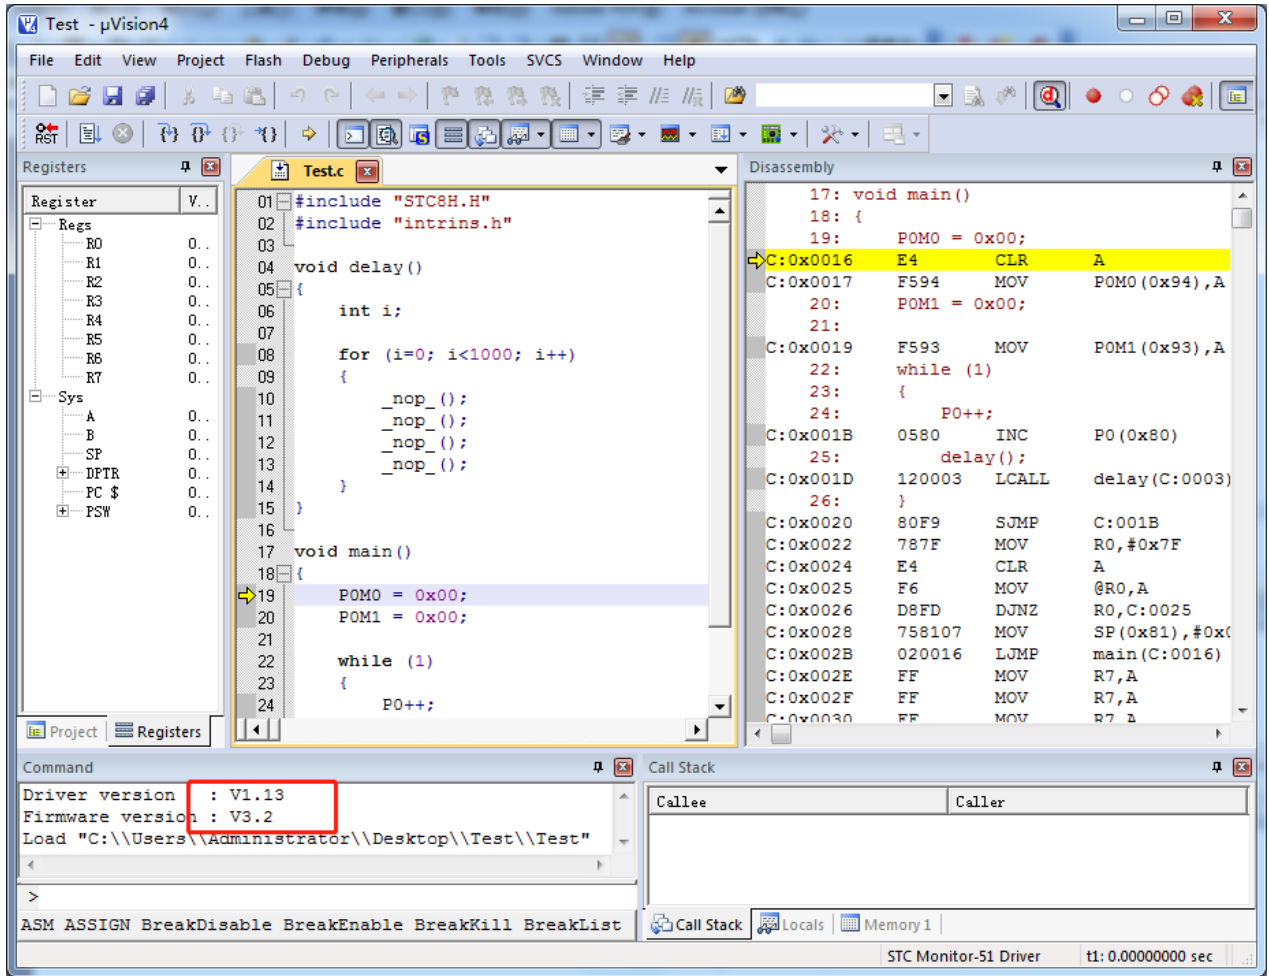 Test - µVision4
File Edit View Project Flash Debug Peripherals Tools SVCS Window Help
RST
Registers
Register V..
Regs
R0 0..
R1 0..
R2 0..
R3 0..
R4 0..
R5 0..
R6 0..
R7 0..
Sys
A 0..
B 0..
SP 0..
DPTR 0..
PC $ 0..
PSW 0..
Project Registers
Test.c
01 #include "STC8H.H"
02 #include "intrins.h"
03
04 void delay()
05 {
06 int i;
07
08 for (i=0; i<1000; i++)
09 {
10 _nop_();
11 _nop_();
12 _nop_();
13 _nop_();
14 }
15 }
16
17 void main()
18 {
19 P0M0 = 0x00;
20 P0M1 = 0x00;
21
22 while (1)
23 {
24 P0++;
Disassembly
17: void main()
18: {
19: P0M0 = 0x00;
C:0x0016 E4 CLR A
C:0x0017 F594 MOV P0M0(0x94),A
20: P0M1 = 0x00;
21:
C:0x0019 F593 MOV P0M1(0x93),A
22: while (1)
23: {
24: P0++;
C:0x001B 0580 INC P0(0x80)
25: delay();
C:0x001D 120003 LCALL delay(C:0003)
26: }
C:0x0020 80F9 SJMP C:001B
C:0x0022 787F MOV R0,#0x7F
C:0x0024 E4 CLR A
C:0x0025 F6 MOV @R0,A
C:0x0026 D8FD DJNZ R0,C:0025
C:0x0028 758107 MOV SP(0x81),#0x0
C:0x002B 020016 LJMP main(C:0016)
C:0x002E FF MOV R7,A
C:0x002F FF MOV R7,A
C:0x0030 FF MOV R7,A
Command
Driver version : V1.13
Firmware version : V3.2
Load "C:\\Users\\Administrator\\Desktop\\Test\\Test"
>
ASM ASSIGN BreakDisable BreakEnable BreakKill BreakList
Call Stack
Callee Caller
Call Stack Locals Memory 1
STC Monitor-51 Driver t1: 0.00000000 sec